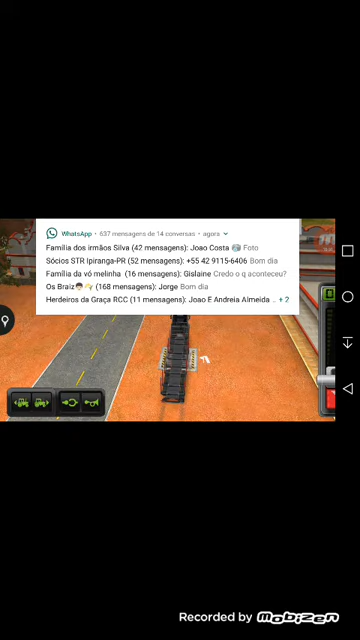 WhatsApp • 637 mensagens de 14 conversas • agora
Família dos irmãos Silva (42 mensagens): Joao Costa 📷 Foto
Sócios STR Ipiranga-PR (52 mensagens): +55 42 9115-6406 Bom dia
Família da vó melinha (16 mensagens): Gislaine Credo o q aconteceu?
Os Braiz (168 mensagens): Jorge Bom dia
Herdeiros da Graça RCC (11 mensagens): Joao E Andreia Almeida .. + 2
Recorded by Mobizen